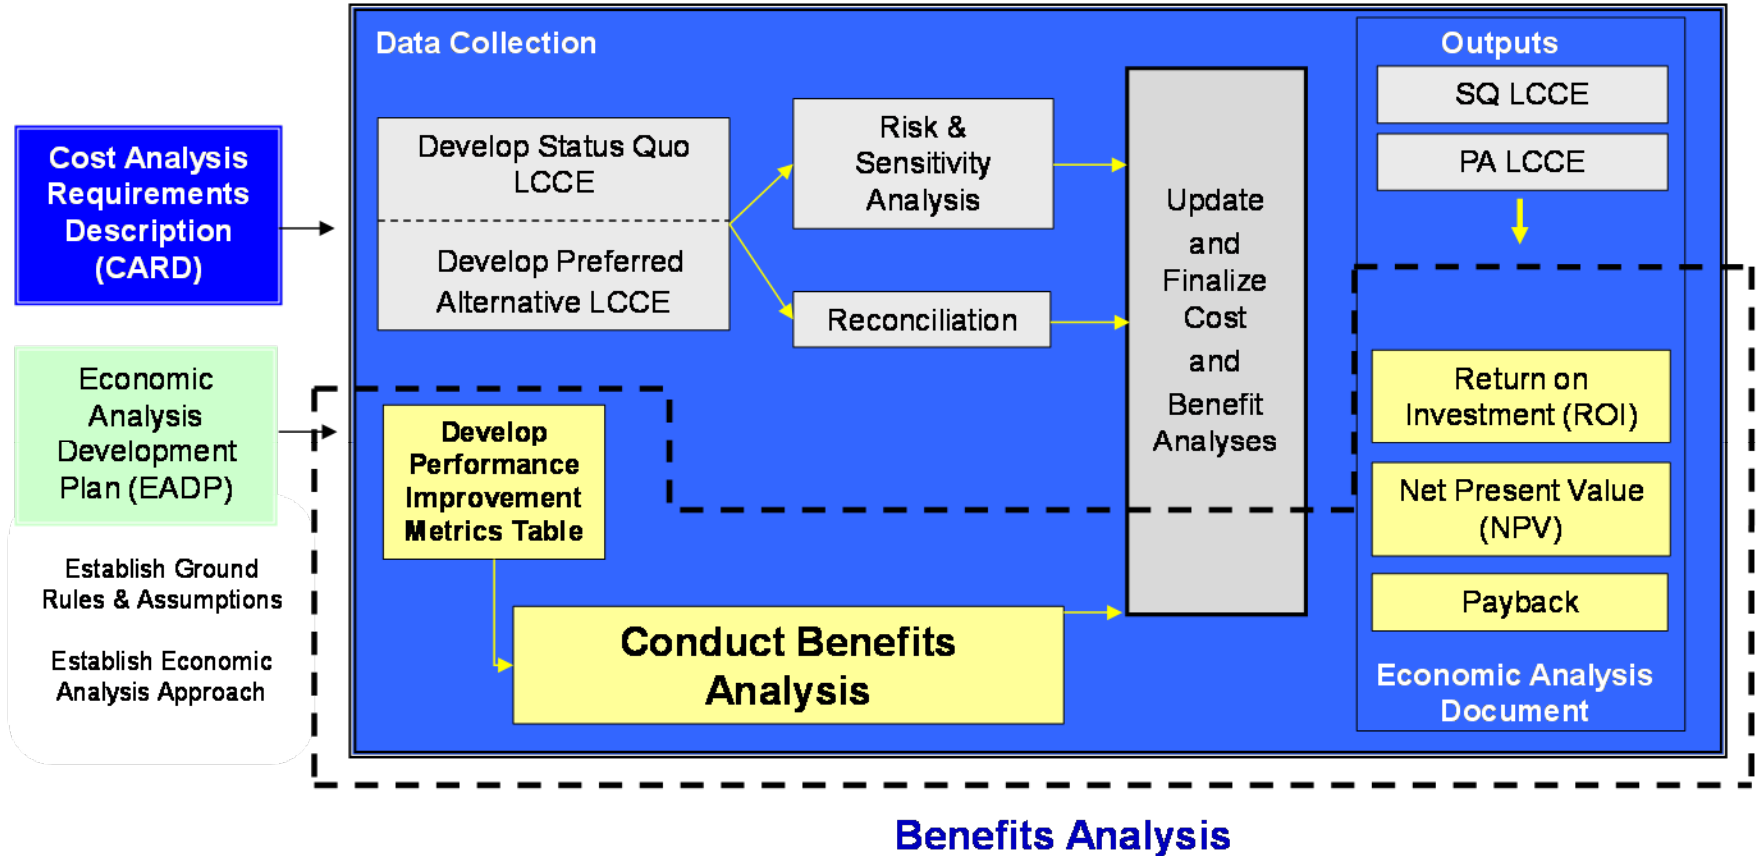 Data Collection
Outputs
Cost Analysis
Requirements
Description
(CARD)
Economic
Analysis
Development
Plan (EADP)
Establish Ground
Rules & Assumptions
Establish Economic
Analysis Approach
Develop Status Quo
LCCE
Develop Preferred
Alternative LCCE
Risk &
Sensitivity
Analysis
Reconciliation
Develop
Performance
Improvement
Metrics Table
Conduct Benefits
Analysis
Update
and
Finalize
Cost
and
Benefit
Analyses
SQ LCCE
PA LCCE
Return on
Investment (ROI)
Net Present Value
(NPV)
Payback
Economic Analysis
Document
Benefits Analysis